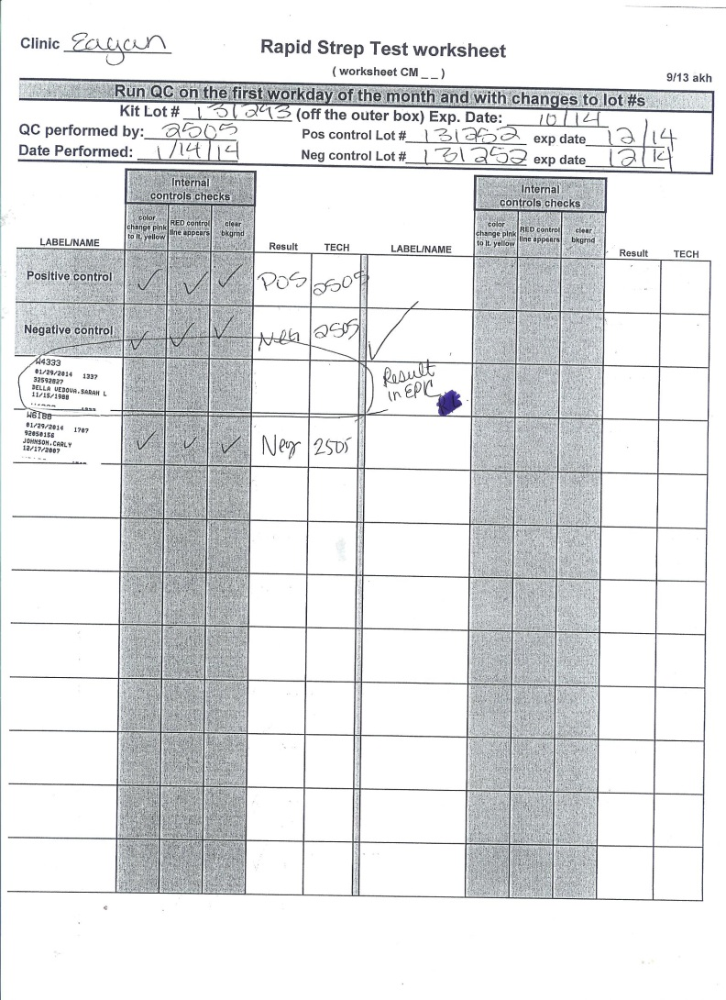 Clinic Eagan
Rapid Strep Test worksheet
( worksheet CM _ _ )
9/13 akh
Run QC on the first workday of the month and with changes to lot #s
Kit Lot # 131293 (off the outer box) Exp. Date: 10/14
QC performed by: 2505 Pos control Lot # 131252 exp date 12/14
Date Performed: 1/14/14 Neg control Lot # 131252 exp date 12/14
Internal controls checks Internal controls checks
LABEL/NAME color change pink to lt. yellow RED control line appears clear bkgrnd Result TECH LABEL/NAME color change pink to lt. yellow RED control line appears clear bkgrnd Result TECH
Positive control ✓ ✓ ✓ POS 2505
Negative control ✓ ✓ ✓ Neg 2505 ✓
W4333
01/29/2014 1337
32592827
DELLA VEDOVA,SARAH L
11/15/1988
Result
in EPIC
W6188
01/29/2014 1707
92050156
JOHNSON,CARLY
12/17/2007
✓ ✓ ✓ Neg 2505